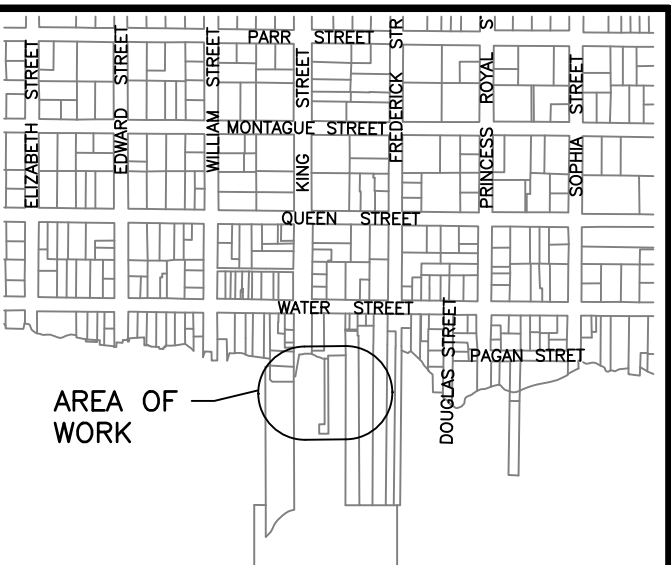 PARR STREET
ELIZABETH STREET
EDWARD STREET
WILLIAM STREET
KING STREET
FREDERICK STR
PRINCESS ROYAL S
SOPHIA STREET
MONTAGUE STREET
QUEEN STREET
WATER STREET
DOUGLAS STREET
PAGAN STRET
AREA OF
WORK